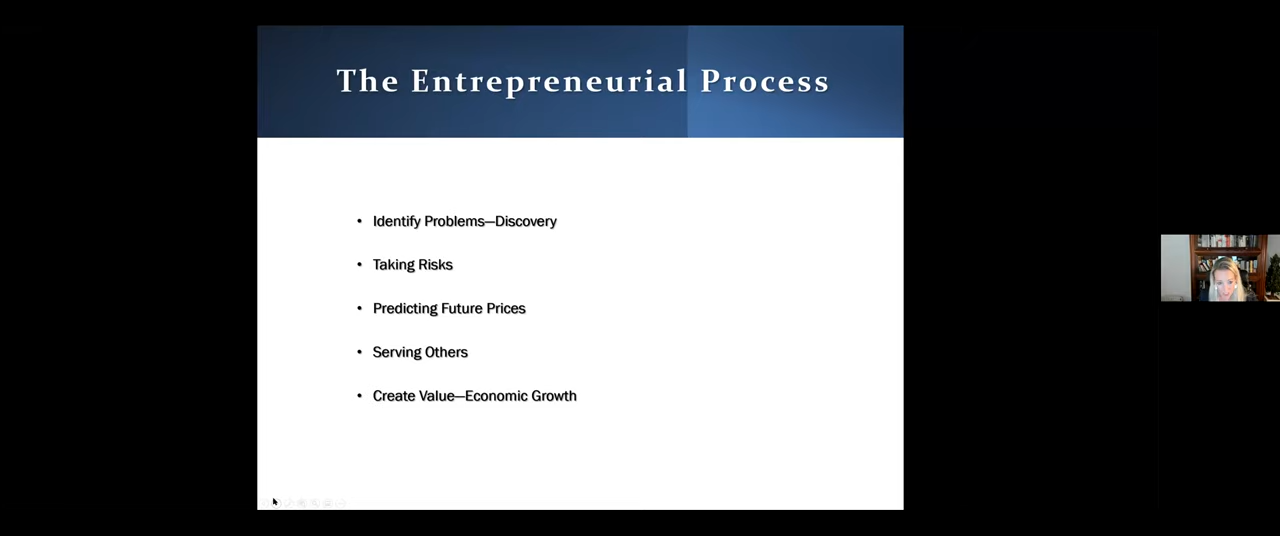 The Entrepreneurial Process
• Identify Problems—Discovery
• Taking Risks
• Predicting Future Prices
• Serving Others
• Create Value—Economic Growth